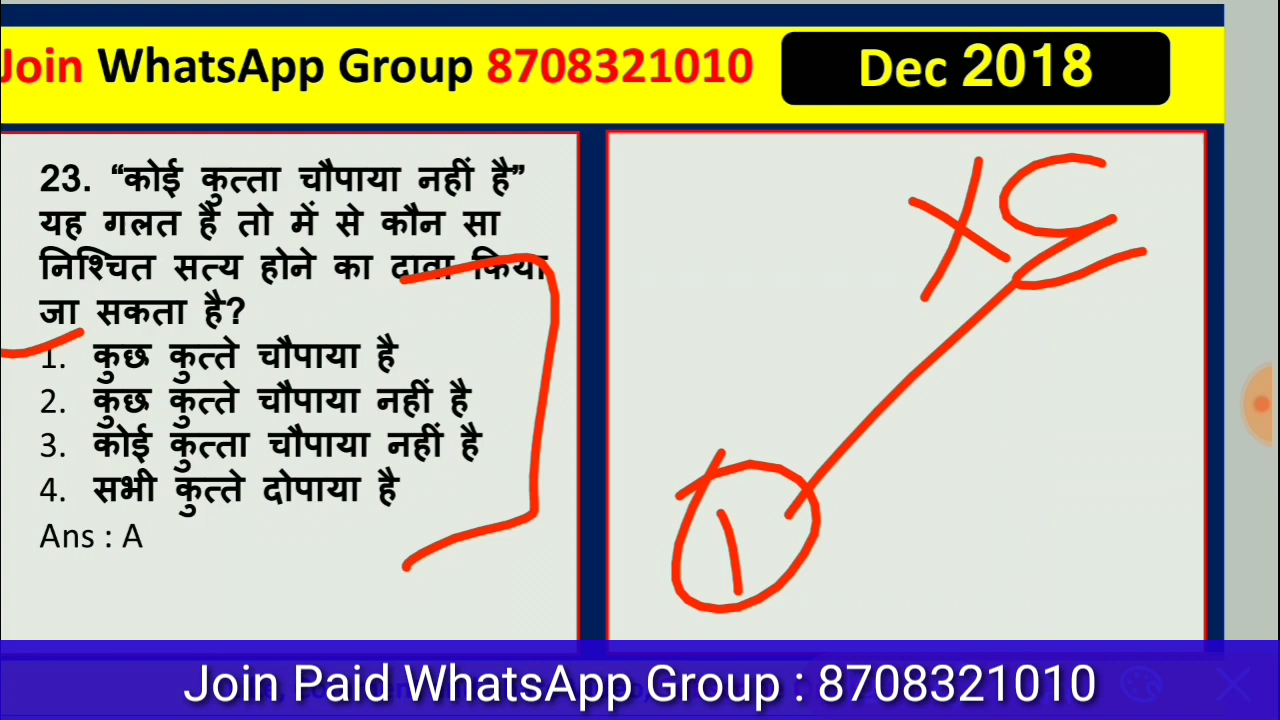 Join WhatsApp Group 8708321010
Dec 2018
23. “कोई कुत्ता चौपाया नहीं है”
यह गलत है तो में से कौन सा
निश्चित सत्य होने का दावा किया
जा सकता है?
1. कुछ कुत्ते चौपाया है
2. कुछ कुत्ते चौपाया नहीं है
3. कोई कुत्ता चौपाया नहीं है
4. सभी कुत्ते दोपाया है
Ans : A
Join Paid WhatsApp Group : 8708321010